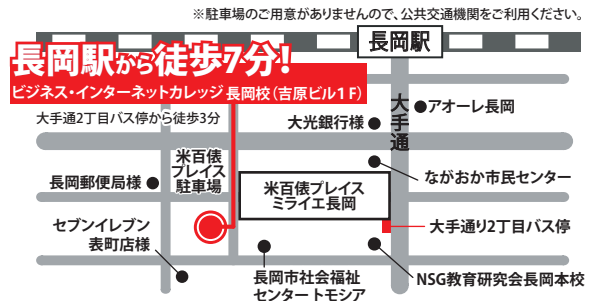 ※駐車場のご用意がありませんので、公共交通機関をご利用ください。
長岡駅
長岡駅から徒歩7分!
ビジネス・インターネットカレッジ 長岡校(吉原ビル1F)
大手通2丁目バス停から徒歩3分
大手通
アオーレ長岡
大光銀行様
米百俵
プレイス
駐車場
ながおか市民センター
長岡郵便局様
米百俵プレイス
ミライエ長岡
セブンイレブン
表町店様
大手通り2丁目バス停
長岡市社会福祉
センタートモシア
NSG教育研究会長岡本校